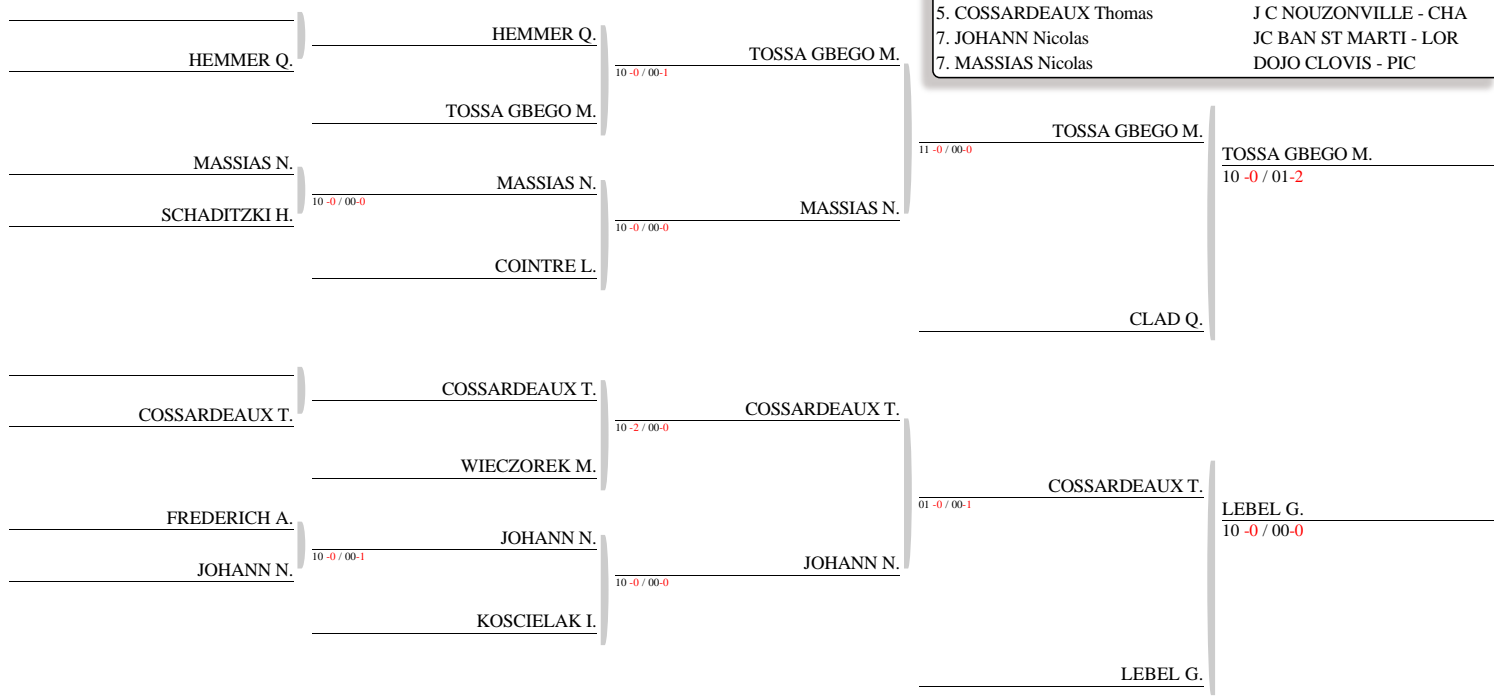 5. COSSARDEAUX Thomas J C NOUZONVILLE - CHA
7. JOHANN Nicolas JC BAN ST MARTI - LOR
7. MASSIAS Nicolas DOJO CLOVIS - PIC
HEMMER Q.
HEMMER Q.
TOSSA GBEGO M.
10 -0 / 00-1
TOSSA GBEGO M.
TOSSA GBEGO M.
11 -0 / 00-0
TOSSA GBEGO M.
10 -0 / 01-2
MASSIAS N.
MASSIAS N.
10 -0 / 00-0
SCHADITZKI H.
MASSIAS N.
10 -0 / 00-0
COINTRE L.
CLAD Q.
COSSARDEAUX T.
COSSARDEAUX T.
COSSARDEAUX T.
10 -2 / 00-0
WIECZOREK M.
COSSARDEAUX T.
01 -0 / 00-1
LEBEL G.
10 -0 / 00-0
FREDERICH A.
JOHANN N.
10 -0 / 00-1
JOHANN N.
JOHANN N.
10 -0 / 00-0
KOSCIELAK I.
LEBEL G.